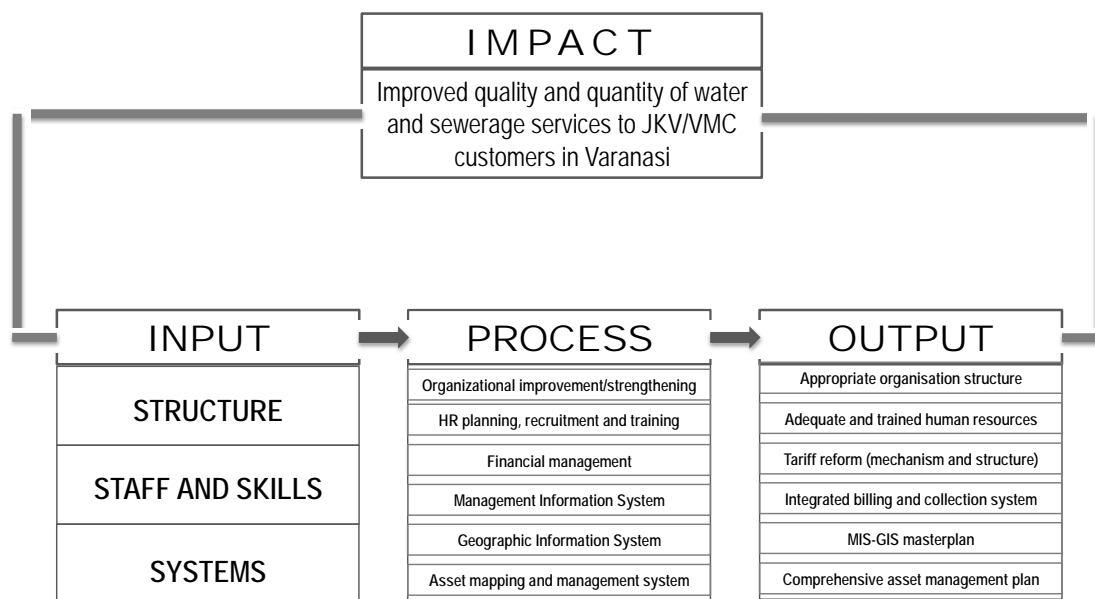 IMPACT
Improved quality and quantity of water
and sewerage services to JKV/VMC
customers in Varanasi
INPUT
STRUCTURE
STAFF AND SKILLS
SYSTEMS
PROCESS
Organizational improvement/strengthening
HR planning, recruitment and training
Financial management
Management Information System
Geographic Information System
Asset mapping and management system
OUTPUT
Appropriate organisation structure
Adequate and trained human resources
Tariff reform (mechanism and structure)
Integrated billing and collection system
MIS-GIS masterplan
Comprehensive asset management plan